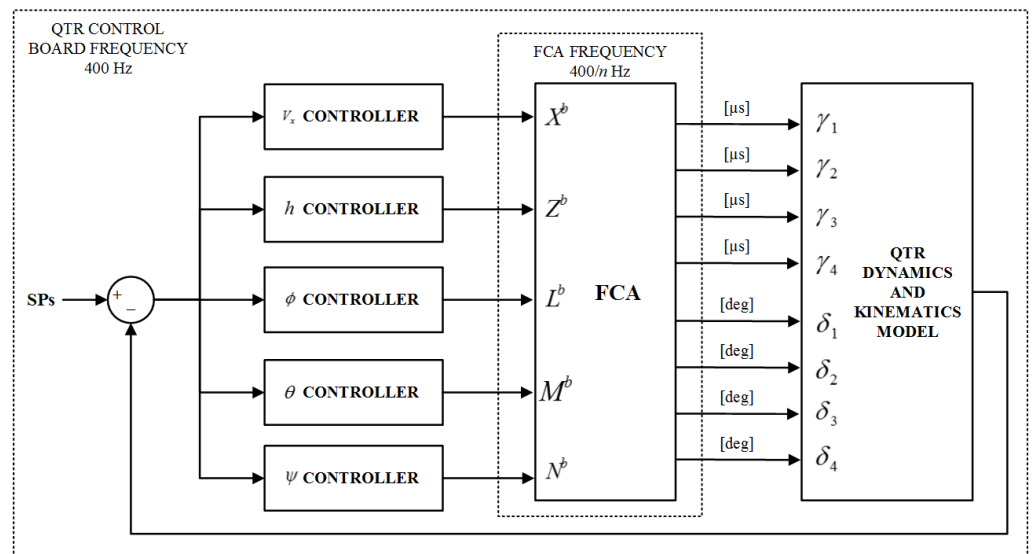 QTR CONTROL
BOARD FREQUENCY
400 Hz
FCA FREQUENCY
400/n Hz
SPs
+
−
Vₓ CONTROLLER
h CONTROLLER
ϕ CONTROLLER
θ CONTROLLER
ψ CONTROLLER
Xᵇ
Zᵇ
Lᵇ
Mᵇ
Nᵇ
FCA
[µs]
[µs]
[µs]
[µs]
[deg]
[deg]
[deg]
[deg]
γ₁
γ₂
γ₃
γ₄
δ₁
δ₂
δ₃
δ₄
QTR
DYNAMICS
AND
KINEMATICS
MODEL